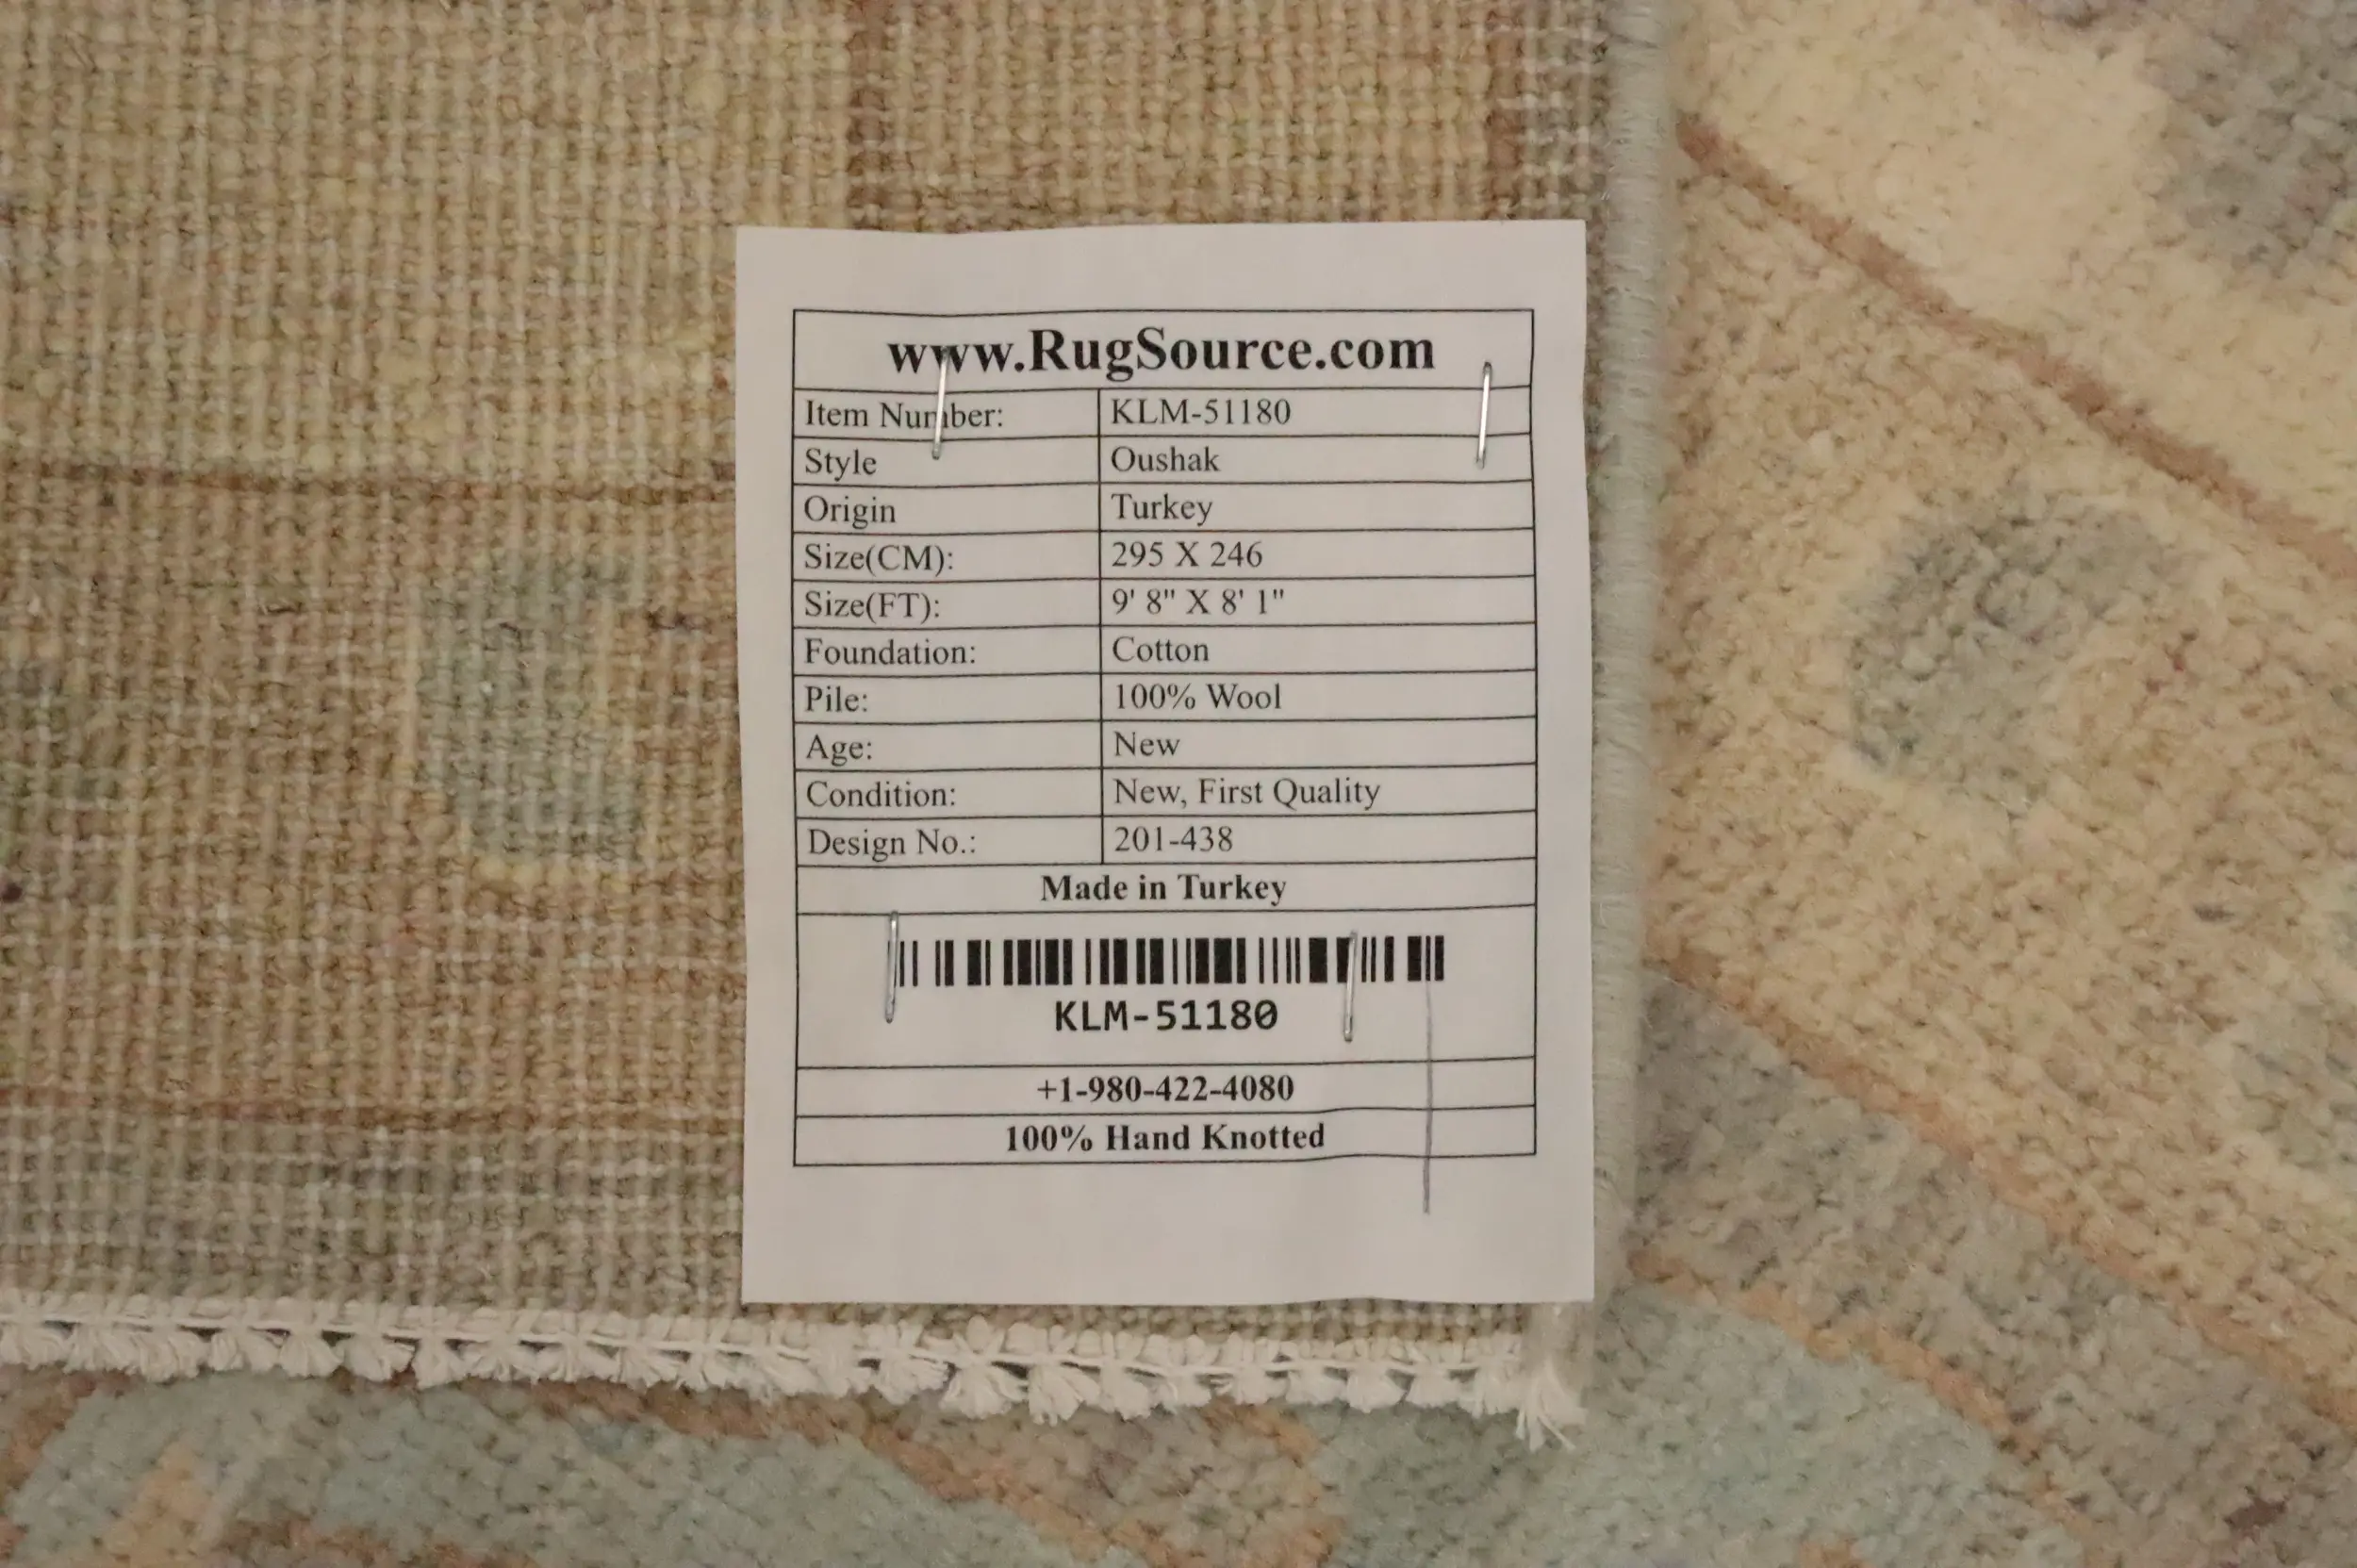 www.RugSource.com
Item Number: KLM-51180
Style Oushak
Origin Turkey
Size(CM): 295 X 246
Size(FT): 9' 8" X 8' 1"
Foundation: Cotton
Pile: 100% Wool
Age: New
Condition: New, First Quality
Design No.: 201-438
Made in Turkey
KLM-51180
+1-980-422-4080
100% Hand Knotted